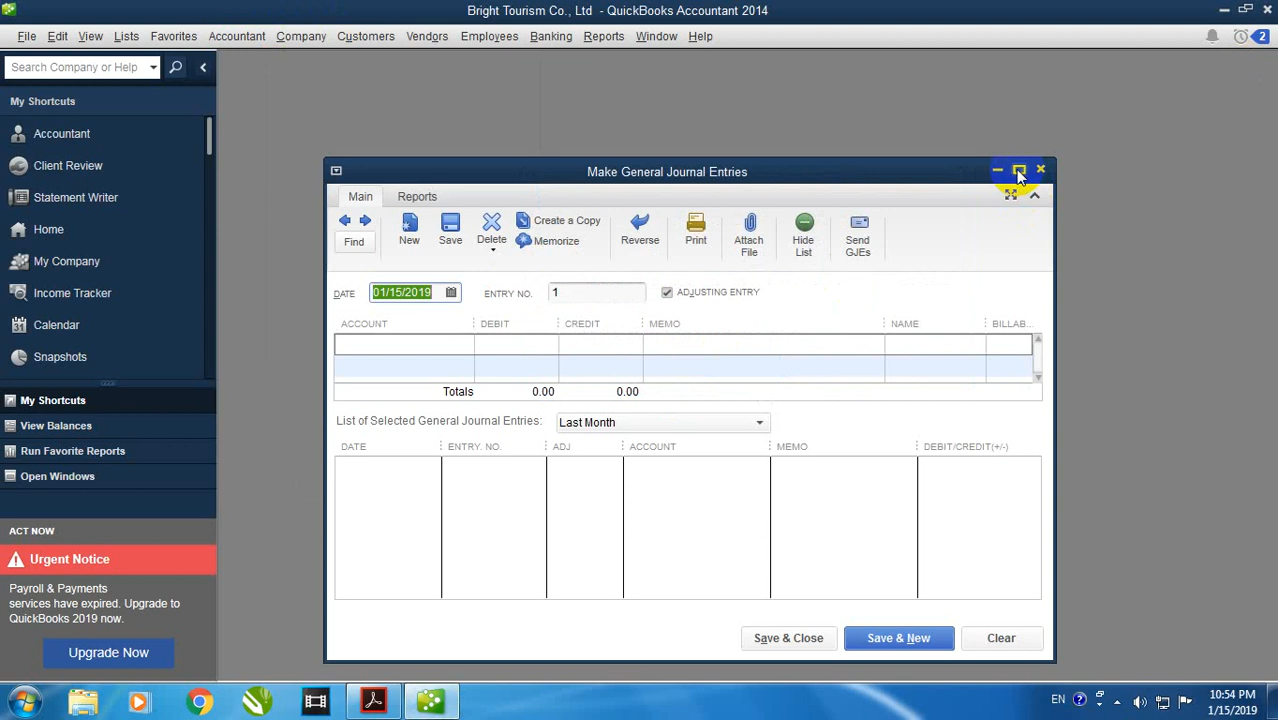 Bright Tourism Co., Ltd - QuickBooks Accountant 2014
File Edit View Lists Favorites Accountant Company Customers Vendors Employees Banking Reports Window Help
2
Search Company or Help
My Shortcuts
Accountant
Client Review
Statement Writer
Home
My Company
Income Tracker
Calendar
Snapshots
My Shortcuts
View Balances
Run Favorite Reports
Open Windows
ACT NOW
Urgent Notice
Payroll & Payments
services have expired. Upgrade to
QuickBooks 2019 now.
Upgrade Now
Make General Journal Entries
Main Reports
Find
New
Save
Delete
Create a Copy
Memorize
Reverse
Print
Attach
File
Hide
List
Send
GJEs
DATE 01/15/2019 ENTRY NO. 1 ADJUSTING ENTRY
ACCOUNT DEBIT CREDIT MEMO NAME BILLAB...
Totals 0.00 0.00
List of Selected General Journal Entries: Last Month
DATE ENTRY. NO. ADJ ACCOUNT MEMO DEBIT/CREDIT(+/-)
Save & Close Save & New Clear
EN
10:54 PM
1/15/2019